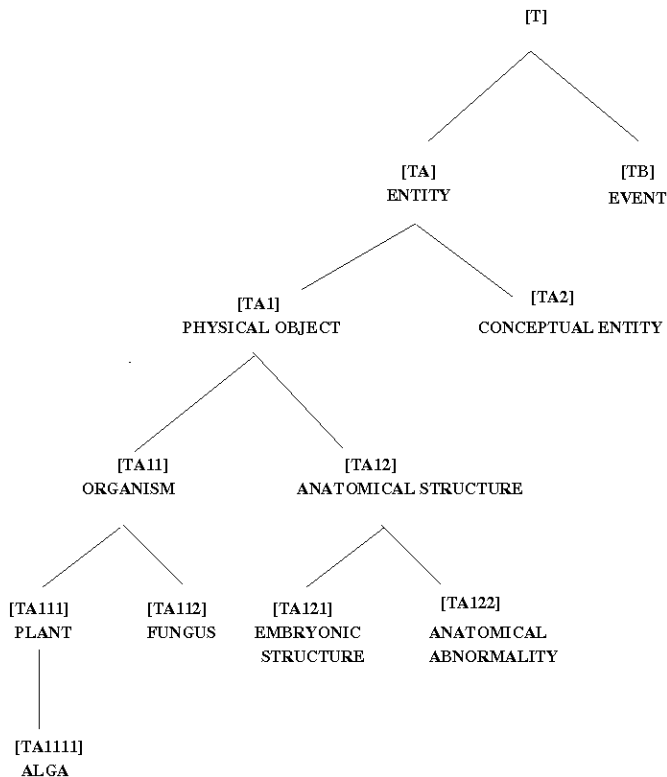 [T]
[TA]
ENTITY
[TB]
EVENT
[TA1]
PHYSICAL OBJECT
[TA2]
CONCEPTUAL ENTITY
[TA11]
ORGANISM
[TA12]
ANATOMICAL STRUCTURE
[TA111]
PLANT
[TA112]
FUNGUS
[TA121]
EMBRYONIC
STRUCTURE
[TA122]
ANATOMICAL
ABNORMALITY
[TA1111]
ALGA